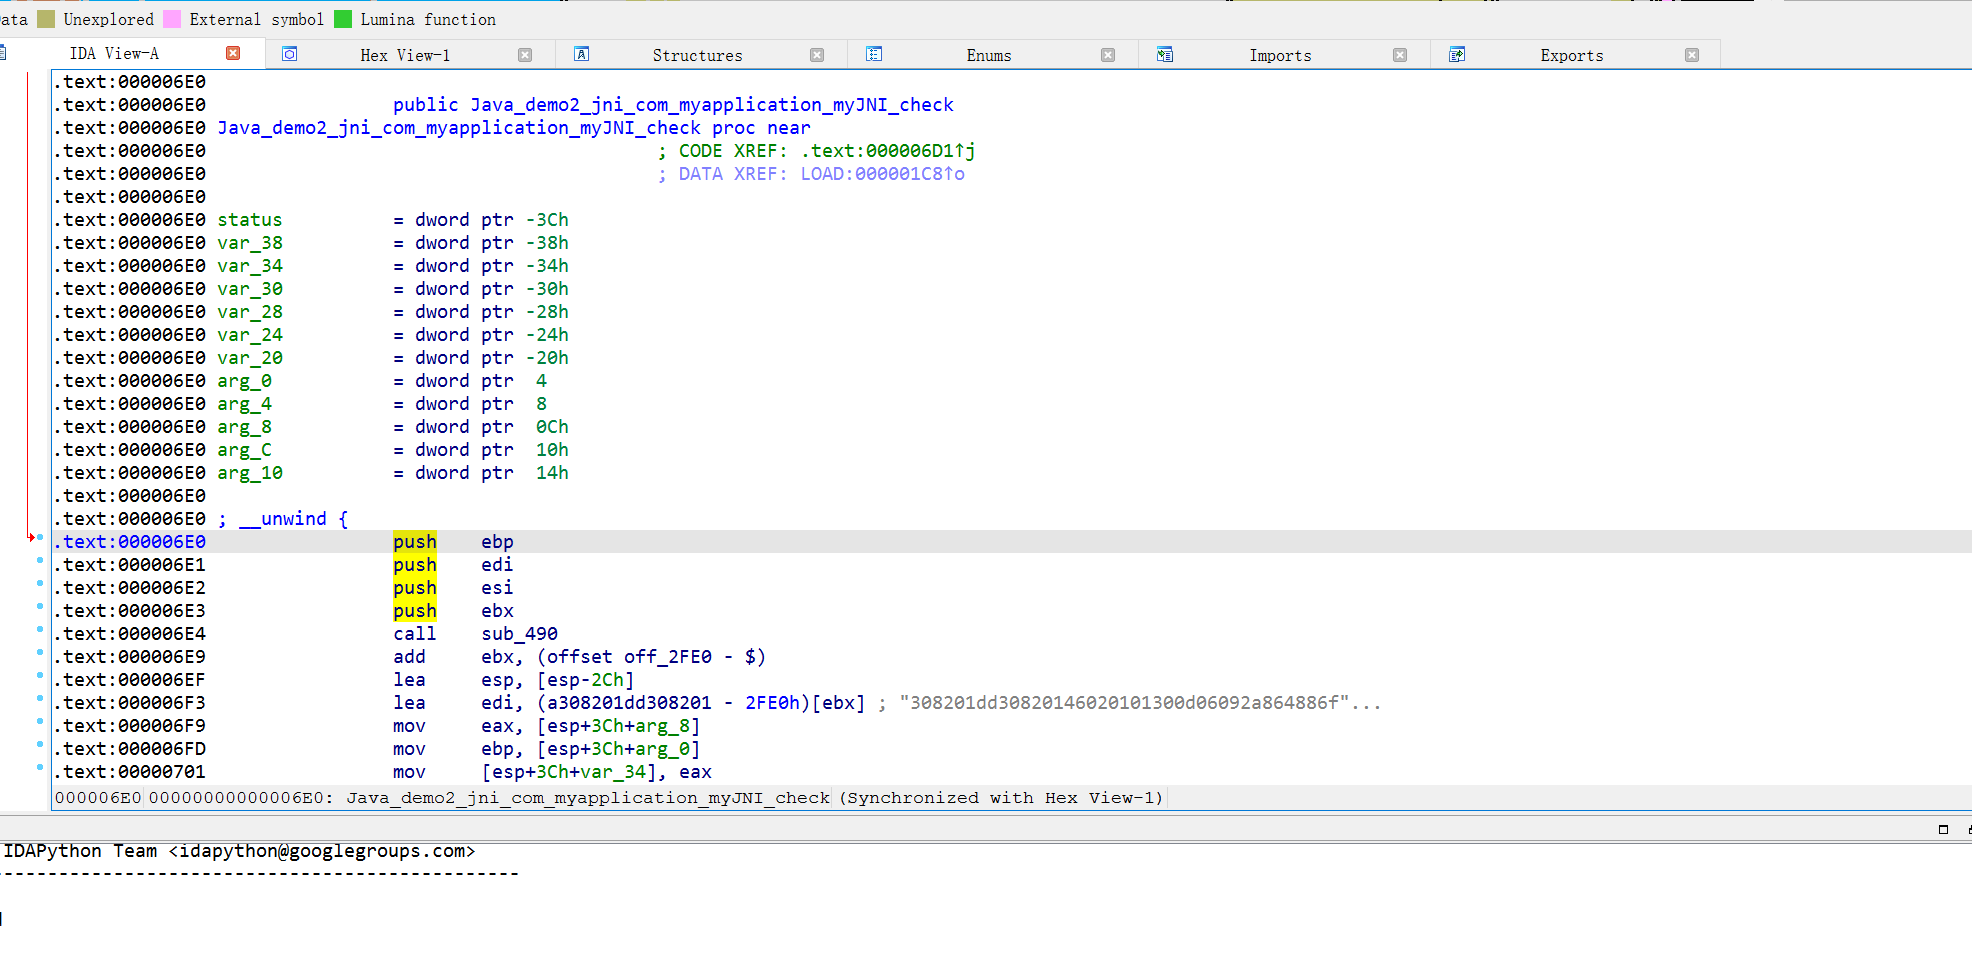 ata Unexplored External symbol Lumina function
IDA View-A Hex View-1 Structures Enums Imports Exports
.text:000006E0
.text:000006E0 public Java_demo2_jni_com_myapplication_myJNI_check
.text:000006E0 Java_demo2_jni_com_myapplication_myJNI_check proc near
.text:000006E0 ; CODE XREF: .text:000006D1↑j
.text:000006E0 ; DATA XREF: LOAD:000001C8↑o
.text:000006E0
.text:000006E0 status = dword ptr -3Ch
.text:000006E0 var_38 = dword ptr -38h
.text:000006E0 var_34 = dword ptr -34h
.text:000006E0 var_30 = dword ptr -30h
.text:000006E0 var_28 = dword ptr -28h
.text:000006E0 var_24 = dword ptr -24h
.text:000006E0 var_20 = dword ptr -20h
.text:000006E0 arg_0 = dword ptr 4
.text:000006E0 arg_4 = dword ptr 8
.text:000006E0 arg_8 = dword ptr 0Ch
.text:000006E0 arg_C = dword ptr 10h
.text:000006E0 arg_10 = dword ptr 14h
.text:000006E0
.text:000006E0 ; __unwind {
.text:000006E0 push ebp
.text:000006E1 push edi
.text:000006E2 push esi
.text:000006E3 push ebx
.text:000006E4 call sub_490
.text:000006E9 add ebx, (offset off_2FE0 - $)
.text:000006EF lea esp, [esp-2Ch]
.text:000006F3 lea edi, (a308201dd308201 - 2FE0h)[ebx] ; "308201dd30820146020101300d06092a864886f"...
.text:000006F9 mov eax, [esp+3Ch+arg_8]
.text:000006FD mov ebp, [esp+3Ch+arg_0]
.text:00000701 mov [esp+3Ch+var_34], eax
000006E0 00000000000006E0: Java_demo2_jni_com_myapplication_myJNI_check (Synchronized with Hex View-1)
IDAPython Team <idapython@googlegroups.com>
-----------------------------------------------